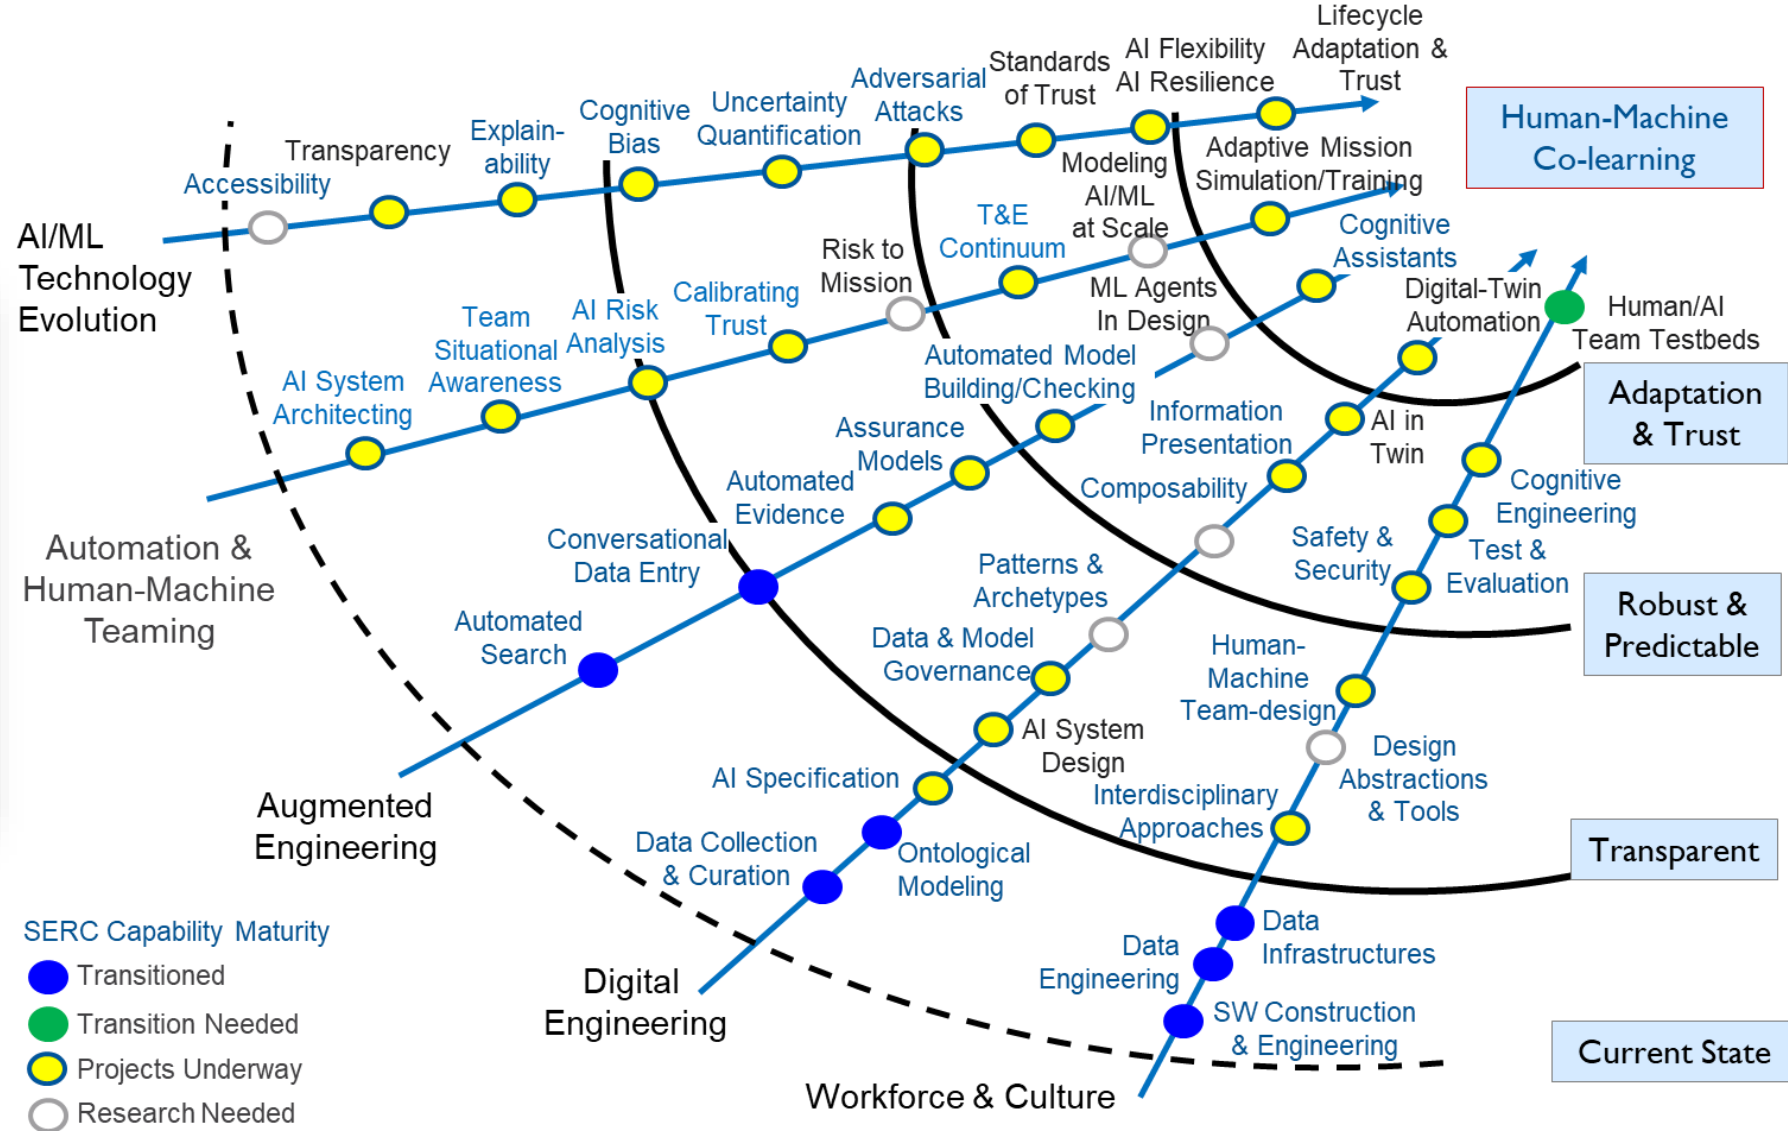 Lifecycle
Adaptation &
Trust
AI Flexibility
AI Resilience
Standards
of Trust
Adversarial
Attacks
Uncertainty
Quantification
Cognitive
Bias
Explain-
ability
Transparency
Accessibility
AI/ML
Technology
Evolution
Human-Machine
Co-learning
Adaptive Mission
Simulation/Training
Modeling
AI/ML
at Scale
T&E
Continuum
Risk to
Mission
Calibrating
Trust
AI Risk
Analysis
Team
Situational
Awareness
AI System
Architecting
Automation &
Human-Machine
Teaming
Cognitive
Assistants
ML Agents
In Design
Automated Model
Building/Checking
Assurance
Models
Automated
Evidence
Conversational
Data Entry
Automated
Search
Augmented
Engineering
Digital-Twin
Automation
AI in
Twin
Information
Presentation
Composability
Patterns &
Archetypes
Data & Model
Governance
AI System
Design
AI Specification
Ontological
Modeling
Data Collection
& Curation
Digital
Engineering
Human/AI
Team Testbeds
Cognitive
Engineering
Test &
Evaluation
Safety &
Security
Human-
Machine
Team-design
Design
Abstractions
& Tools
Interdisciplinary
Approaches
Data
Infrastructures
Data
Engineering
SW Construction
& Engineering
Workforce & Culture
Adaptation
& Trust
Robust &
Predictable
Transparent
Current State
SERC Capability Maturity
Transitioned
Transition Needed
Projects Underway
Research Needed